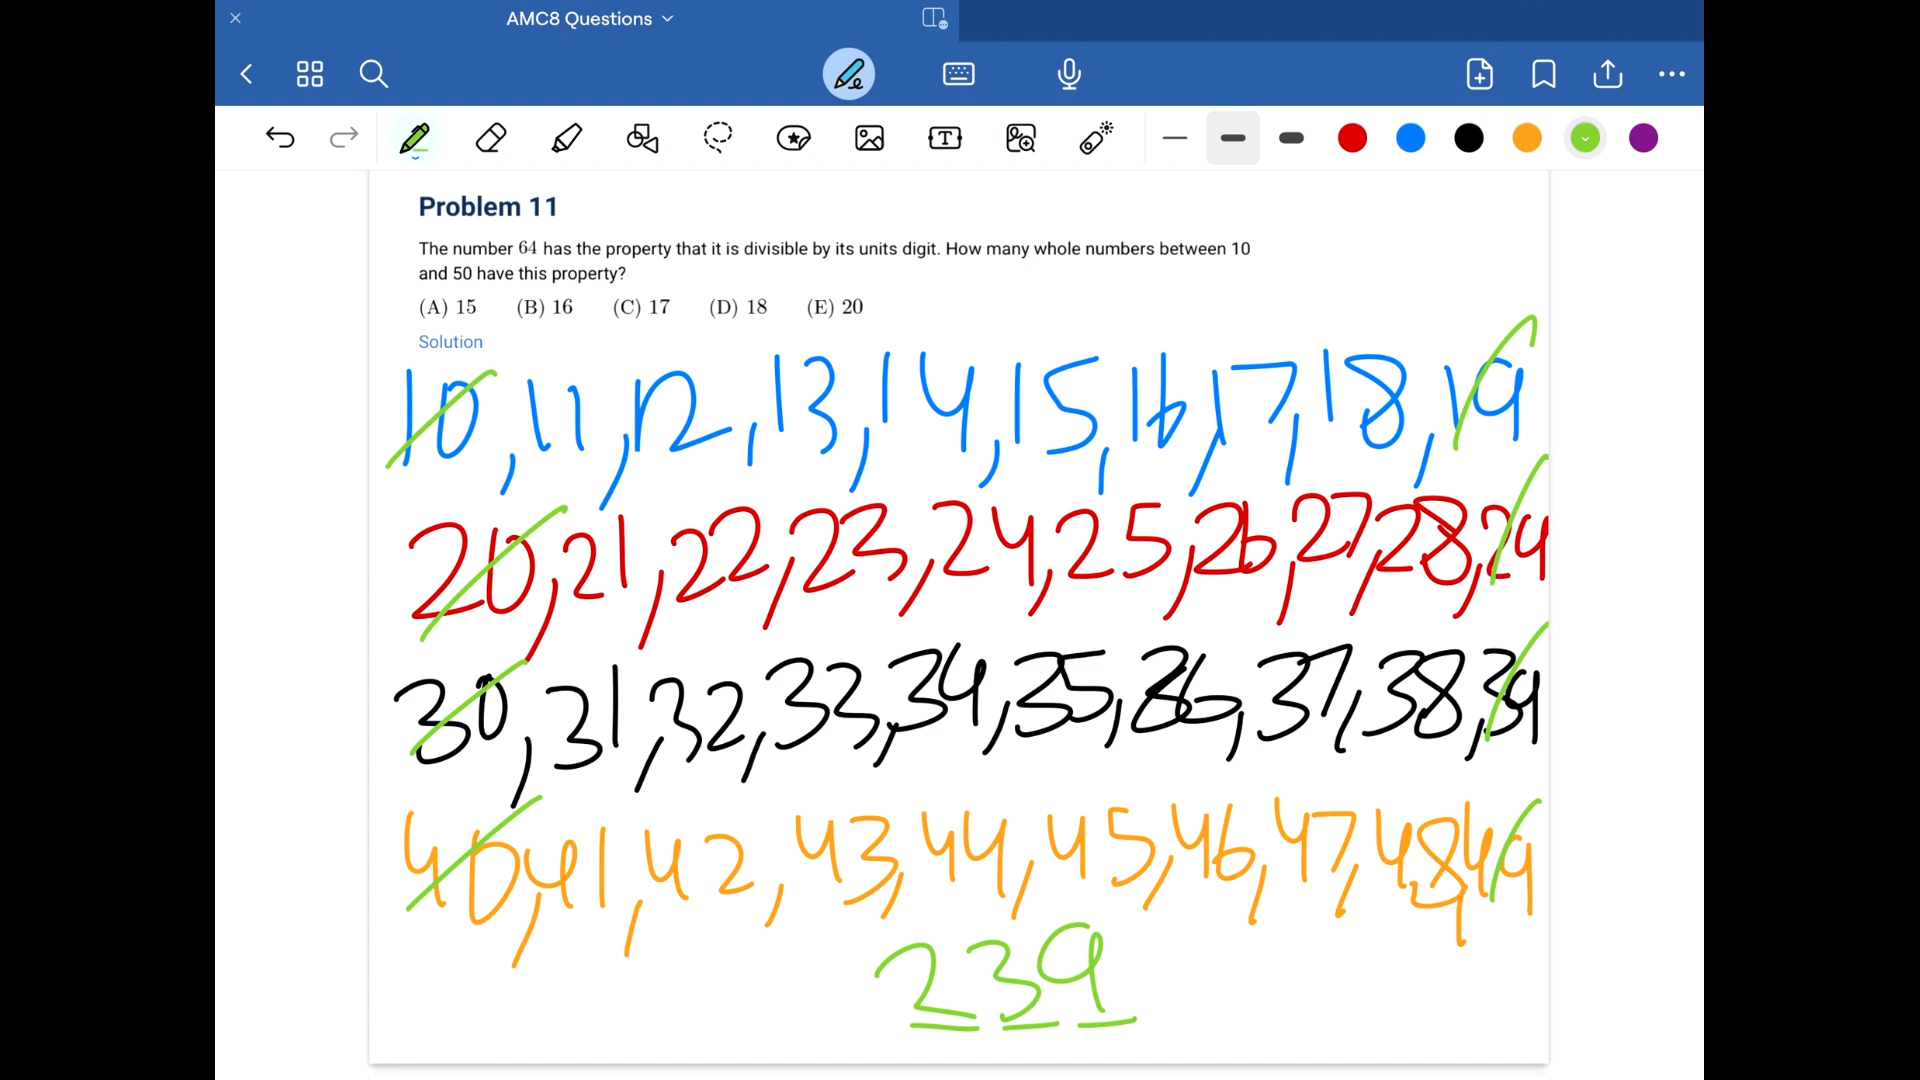 AMC8 Questions
Problem 11
The number 64 has the property that it is divisible by its units digit. How many whole numbers between 10
and 50 have this property?
(A) 15 (B) 16 (C) 17 (D) 18 (E) 20
Solution
10, 11, 12, 13, 14, 15, 16, 17, 18, 19
20, 21, 22, 23, 24, 25, 26, 27, 28, 29
30, 31, 32, 33, 34, 35, 36, 37, 38, 39
40, 41, 42, 43, 44, 45, 46, 47, 48, 49
239